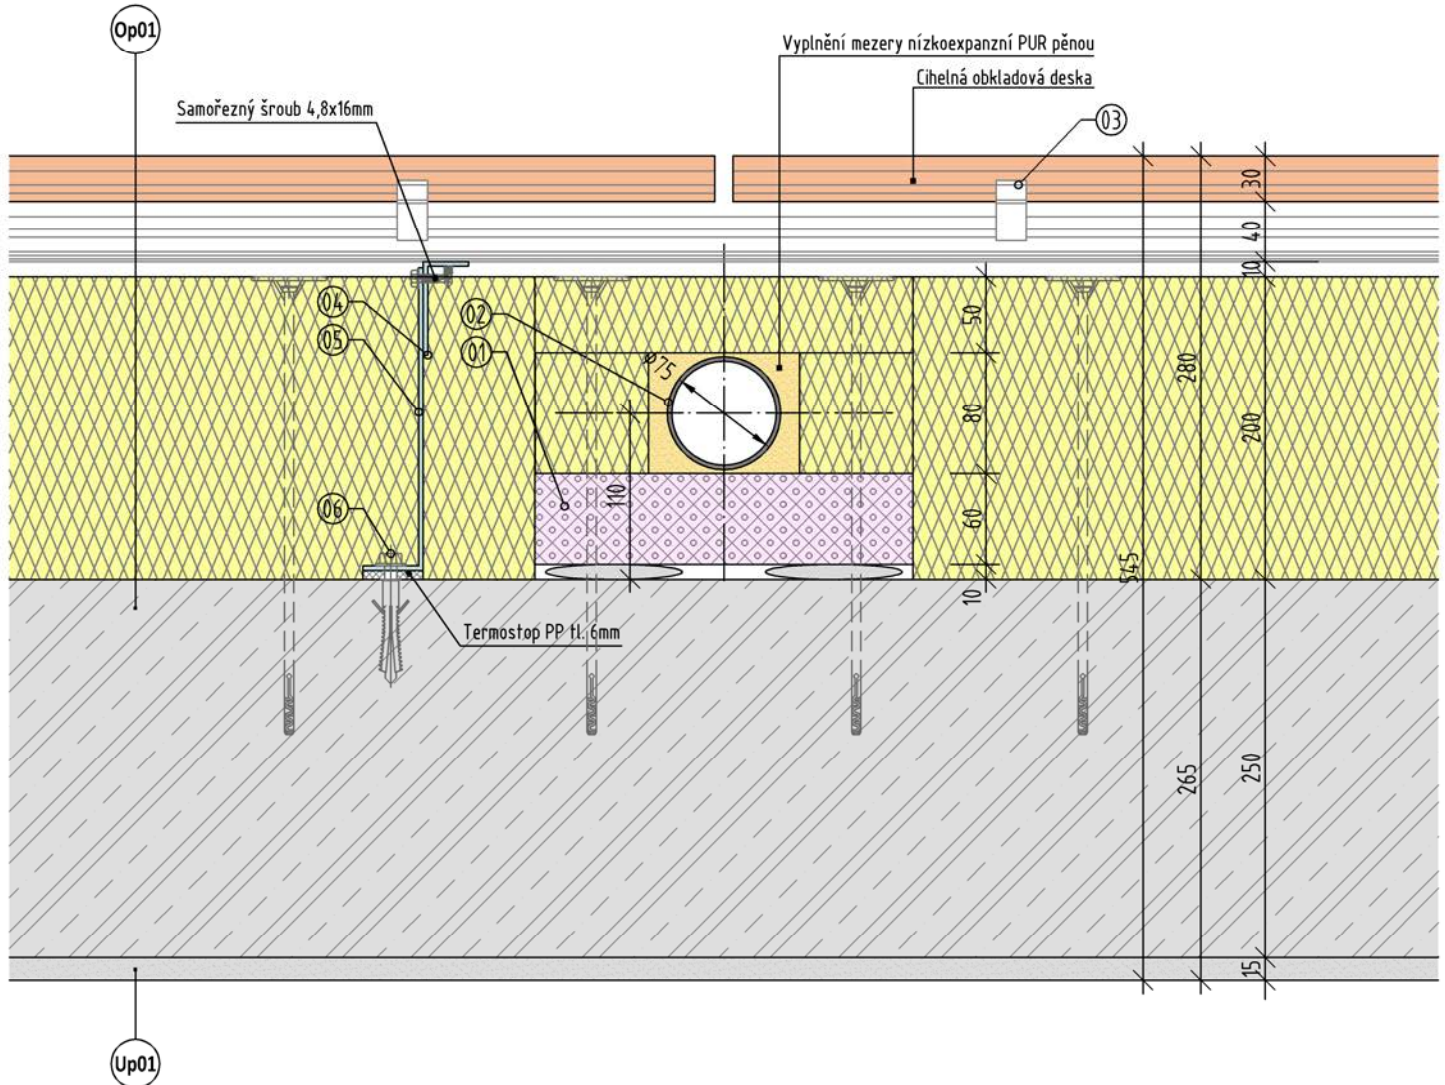 Op01
Vyplnění mezery nízkoexpanzní PUR pěnou
Cihelná obkladová deska
Samořezný šroub 4,8x16mm
03
30
40
10
04
02
05
01
ø75
50
280
80
200
110
06
60
545
10
Termostop PP tl. 6mm
265
250
15
Up01